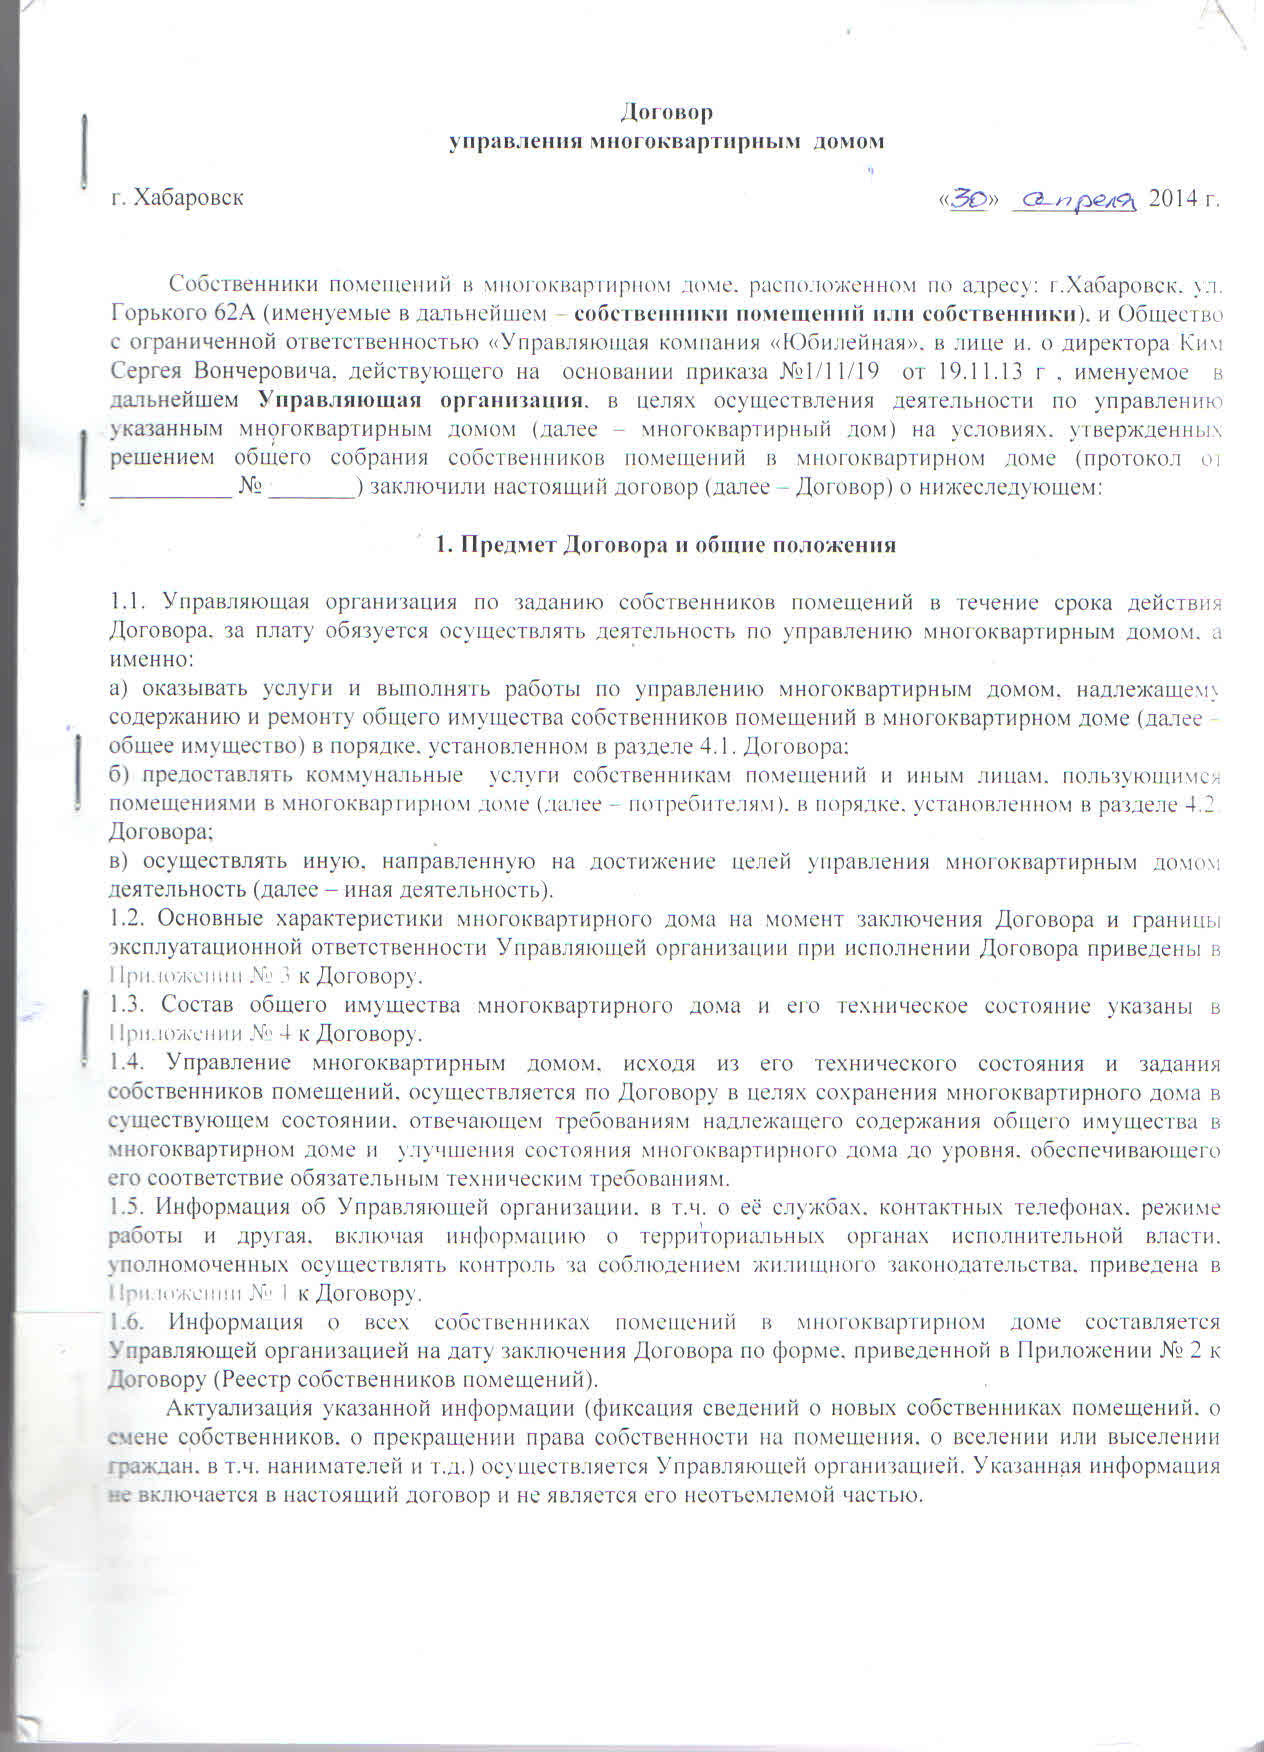 Договор
управления многоквартирным домом
г. Хабаровск «30» апреля 2014 г.
Собственники помещений в многоквартирном доме, расположенном по адресу: г.Хабаровск, ул.
Горького 62А (именуемые в дальнейшем – собственники помещений или собственники), и Общество
с ограниченной ответственностью «Управляющая компания «Юбилейная», в лице и. о директора Ким
Сергея Вончеровича, действующего на основании приказа №1/11/19 от 19.11.13 г , именуемое в
дальнейшем Управляющая организация, в целях осуществления деятельности по управлению
указанным многоквартирным домом (далее – многоквартирный дом) на условиях, утвержденных
решением общего собрания собственников помещений в многоквартирном доме (протокол от
__________ № _______) заключили настоящий договор (далее – Договор) о нижеследующем:
1. Предмет Договора и общие положения
1.1. Управляющая организация по заданию собственников помещений в течение срока действия
Договора, за плату обязуется осуществлять деятельность по управлению многоквартирным домом, а
именно:
а) оказывать услуги и выполнять работы по управлению многоквартирным домом, надлежащему
содержанию и ремонту общего имущества собственников помещений в многоквартирном доме (далее –
общее имущество) в порядке, установленном в разделе 4.1. Договора;
б) предоставлять коммунальные услуги собственникам помещений и иным лицам, пользующимся
помещениями в многоквартирном доме (далее – потребителям), в порядке, установленном в разделе 4.2.
Договора;
в) осуществлять иную, направленную на достижение целей управления многоквартирным домом
деятельность (далее – иная деятельность).
1.2. Основные характеристики многоквартирного дома на момент заключения Договора и границы
эксплуатационной ответственности Управляющей организации при исполнении Договора приведены в
Приложении № 3 к Договору.
1.3. Состав общего имущества многоквартирного дома и его техническое состояние указаны в
Приложении № 4 к Договору.
1.4. Управление многоквартирным домом, исходя из его технического состояния и задания
собственников помещений, осуществляется по Договору в целях сохранения многоквартирного дома в
существующем состоянии, отвечающем требованиям надлежащего содержания общего имущества в
многоквартирном доме и улучшения состояния многоквартирного дома до уровня, обеспечивающего
его соответствие обязательным техническим требованиям.
1.5. Информация об Управляющей организации, в т.ч. о её службах, контактных телефонах, режиме
работы и другая, включая информацию о территориальных органах исполнительной власти,
уполномоченных осуществлять контроль за соблюдением жилищного законодательства, приведена в
Приложении № 1 к Договору.
1.6. Информация о всех собственниках помещений в многоквартирном доме составляется
Управляющей организацией на дату заключения Договора по форме, приведенной в Приложении № 2 к
Договору (Реестр собственников помещений).
Актуализация указанной информации (фиксация сведений о новых собственниках помещений, о
смене собственников, о прекращении права собственности на помещения, о вселении или выселении
граждан, в т.ч. нанимателей и т.д.) осуществляется Управляющей организацией. Указанная информация
не включается в настоящий договор и не является его неотъемлемой частью.